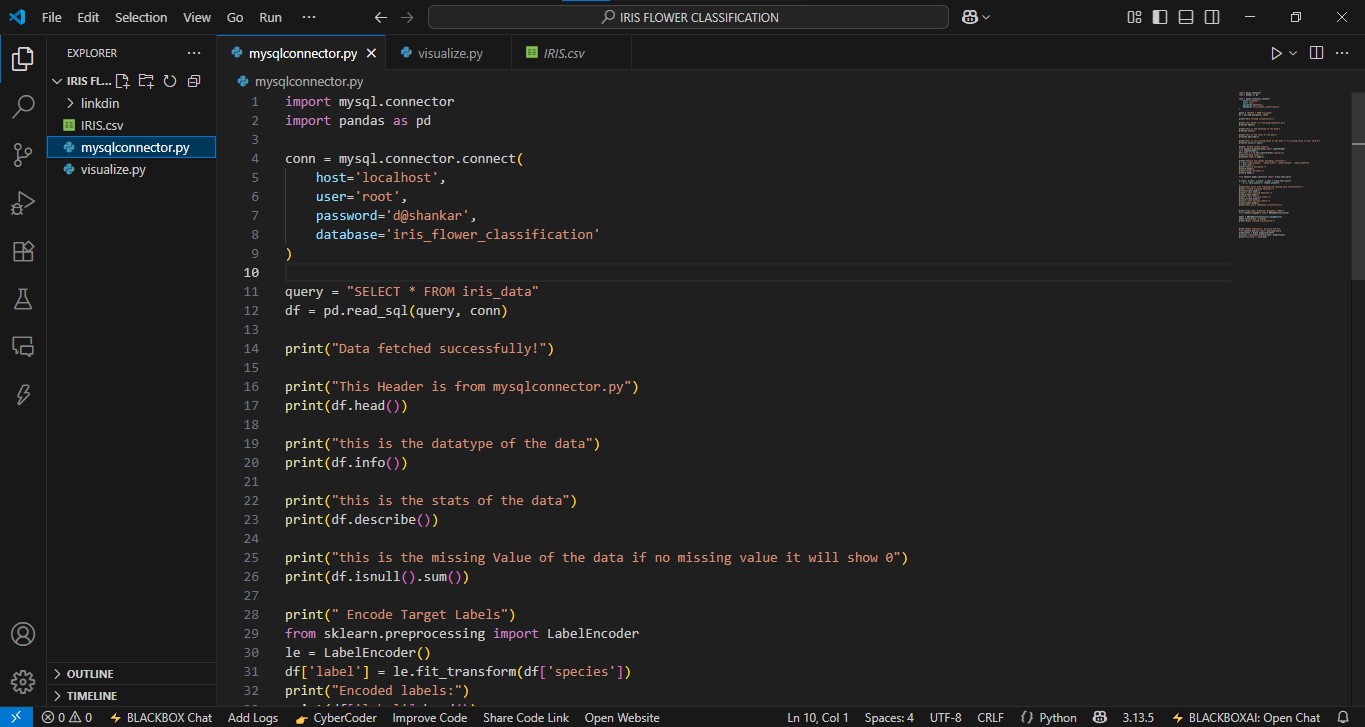 File Edit Selection View Go Run ··· IRIS FLOWER CLASSIFICATION
EXPLORER ···
IRIS FL...
linkdin
IRIS.csv
mysqlconnector.py
visualize.py
OUTLINE
TIMELINE
mysqlconnector.py visualize.py IRIS.csv
mysqlconnector.py
1 import mysql.connector
2 import pandas as pd
3
4 conn = mysql.connector.connect(
5 host='localhost',
6 user='root',
7 password='d@shankar',
8 database='iris_flower_classification'
9 )
10
11 query = "SELECT * FROM iris_data"
12 df = pd.read_sql(query, conn)
13
14 print("Data fetched successfully!")
15
16 print("This Header is from mysqlconnector.py")
17 print(df.head())
18
19 print("this is the datatype of the data")
20 print(df.info())
21
22 print("this is the stats of the data")
23 print(df.describe())
24
25 print("this is the missing Value of the data if no missing value it will show 0")
26 print(df.isnull().sum())
27
28 print(" Encode Target Labels")
29 from sklearn.preprocessing import LabelEncoder
30 le = LabelEncoder()
31 df['label'] = le.fit_transform(df['species'])
32 print("Encoded labels:")
0 0 BLACKBOX Chat Add Logs CyberCoder Improve Code Share Code Link Open Website Ln 10, Col 1 Spaces: 4 UTF-8 CRLF {} Python 3.13.5 BLACKBOXAI: Open Chat